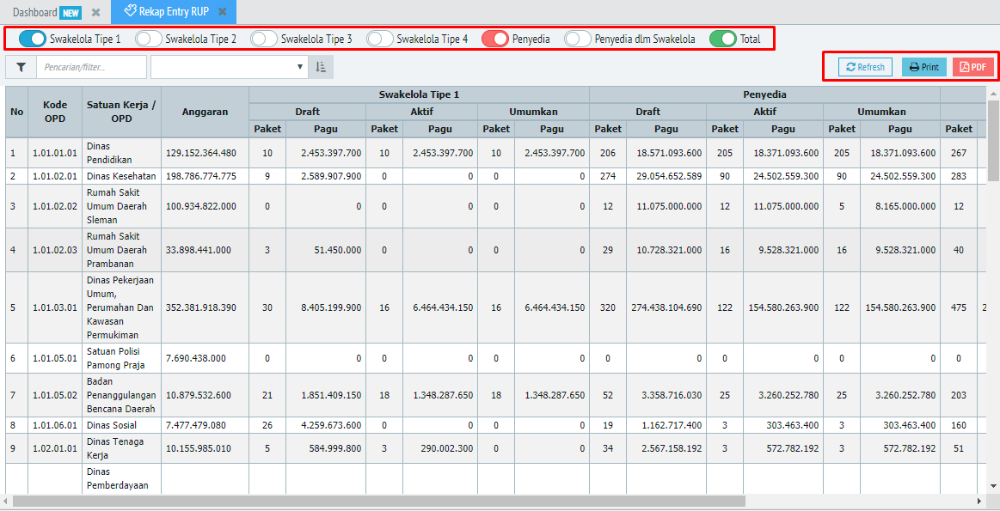 Dashboard NEW Rekap Entry RUP
Swakelola Tipe 1 Swakelola Tipe 2 Swakelola Tipe 3 Swakelola Tipe 4 Penyedia Penyedia dlm Swakelola Total
Pencarian/filter... Refresh Print PDF
Swakelola Tipe 1 Penyedia
No Kode OPD Satuan Kerja / OPD Anggaran Draft Aktif Umumkan Draft Aktif Umumkan
Paket Pagu Paket Pagu Paket Pagu Paket Pagu Paket Pagu Paket Pagu Paket
1 1.01.01.01 Dinas Pendidikan 129.152.364.480 10 2.453.397.700 10 2.453.397.700 10 2.453.397.700 206 18.571.093.600 205 18.371.093.600 205 18.371.093.600 267
2 1.01.02.01 Dinas Kesehatan 198.786.774.775 9 2.589.907.900 0 0 0 0 274 29.054.652.589 90 24.502.559.300 90 24.502.559.300 283
3 1.01.02.02 Rumah Sakit Umum Daerah Sleman 100.934.822.000 0 0 0 0 0 0 12 11.075.000.000 12 11.075.000.000 5 8.165.000.000 12
4 1.01.02.03 Rumah Sakit Umum Daerah Prambanan 33.898.441.000 3 51.450.000 0 0 0 0 29 10.728.321.000 16 9.528.321.000 16 9.528.321.000 40
5 1.01.03.01 Dinas Pekerjaan Umum, Perumahan Dan Kawasan Permukiman 352.381.918.390 30 8.405.199.900 16 6.464.434.150 16 6.464.434.150 320 274.438.104.690 122 154.580.263.900 122 154.580.263.900 475 2
6 1.01.05.01 Satuan Polisi Pamong Praja 7.690.438.000 0 0 0 0 0 0 0 0 0 0 0 0 0
7 1.01.05.02 Badan Penanggulangan Bencana Daerah 10.879.532.600 21 1.851.409.150 18 1.348.287.650 18 1.348.287.650 52 3.358.716.030 25 3.260.252.780 25 3.260.252.780 203
8 1.01.06.01 Dinas Sosial 7.477.479.080 26 4.259.673.600 0 0 0 0 19 1.162.717.400 3 303.463.400 3 303.463.400 160
9 1.02.01.01 Dinas Tenaga Kerja 10.155.985.010 5 584.999.800 3 290.002.300 0 0 34 2.567.158.192 3 572.782.192 3 572.782.192 51
Dinas Pemberdayaan